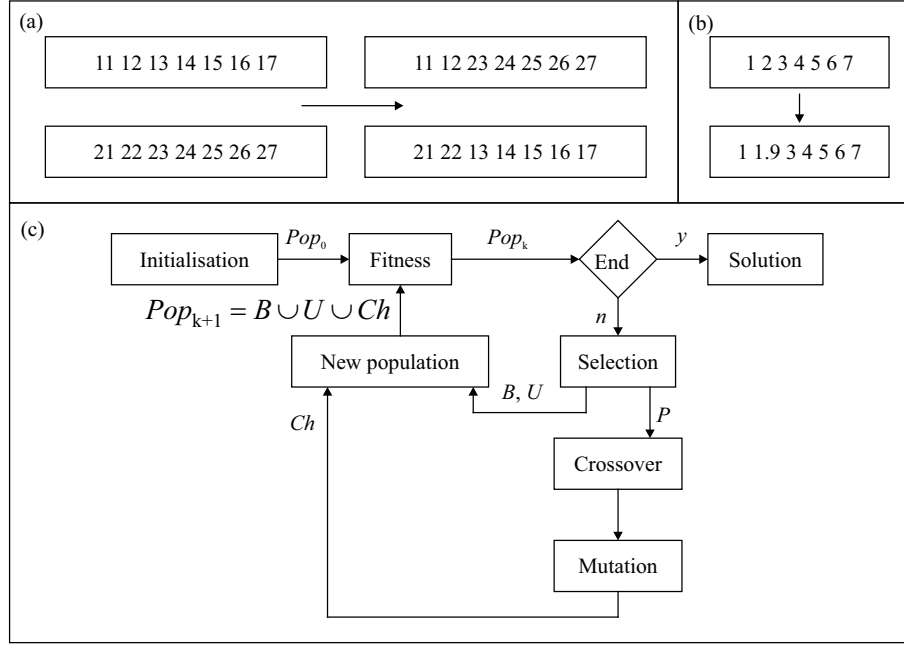 (a)
11 12 13 14 15 16 17
11 12 23 24 25 26 27
21 22 23 24 25 26 27
21 22 13 14 15 16 17
(b)
1 2 3 4 5 6 7
1 1.9 3 4 5 6 7
(c)
Initialisation
Pop₀
Fitness
Popₖ
End
y
Solution
Popₖ₊₁ = B ∪ U ∪ Ch
n
New population
Selection
B, U
P
Ch
Crossover
Mutation